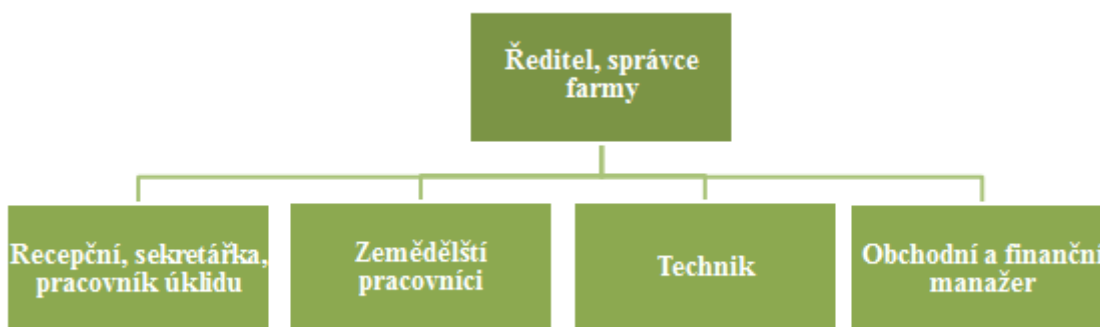 Ředitel, správce
farmy
Recepční, sekretářka,
pracovník úklidu
Zemědělští
pracovníci
Technik
Obchodní a finanční
manažer